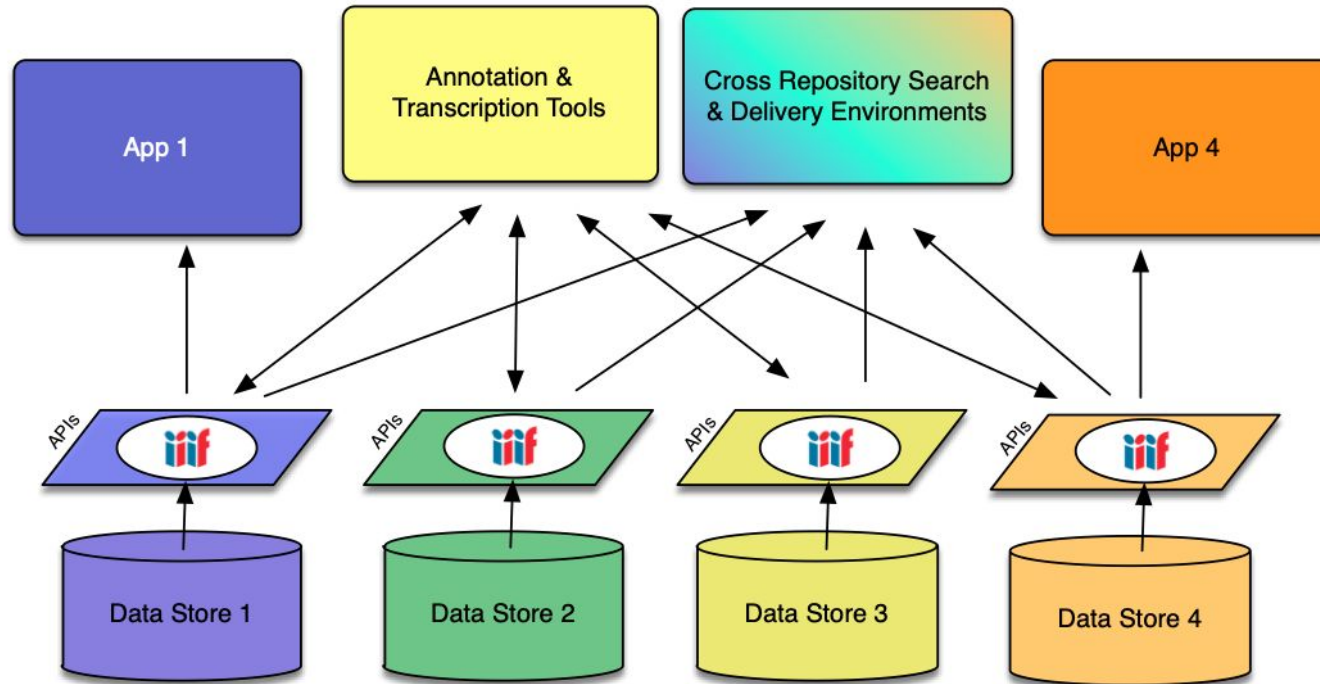 App 1
Annotation &
Transcription Tools
Cross Repository Search
& Delivery Environments
App 4
APIs
iiif
APIs
iiif
APIs
iiif
APIs
iiif
Data Store 1
Data Store 2
Data Store 3
Data Store 4